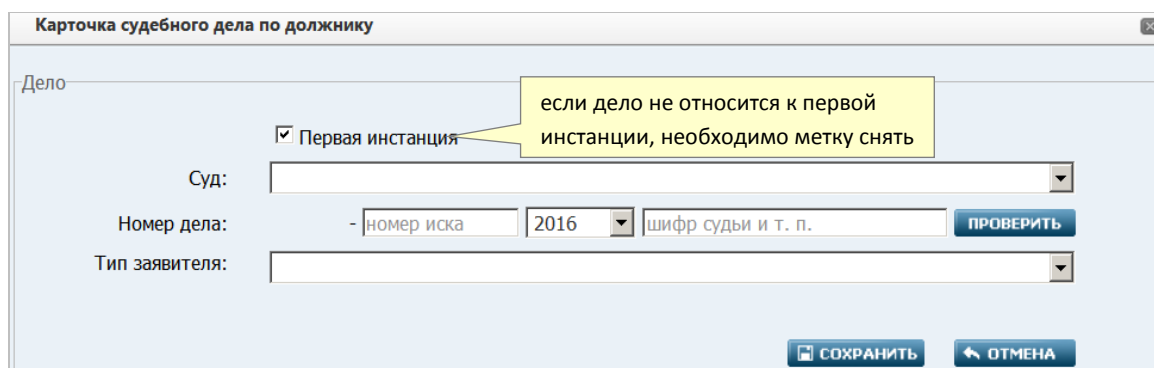 Карточка судебного дела по должнику
Дело
если дело не относится к первой
инстанции, необходимо метку снять
Первая инстанция
Суд:
Номер дела: - номер иска 2016 шифр судьи и т. п. ПРОВЕРИТЬ
Тип заявителя:
СОХРАНИТЬ ОТМЕНА